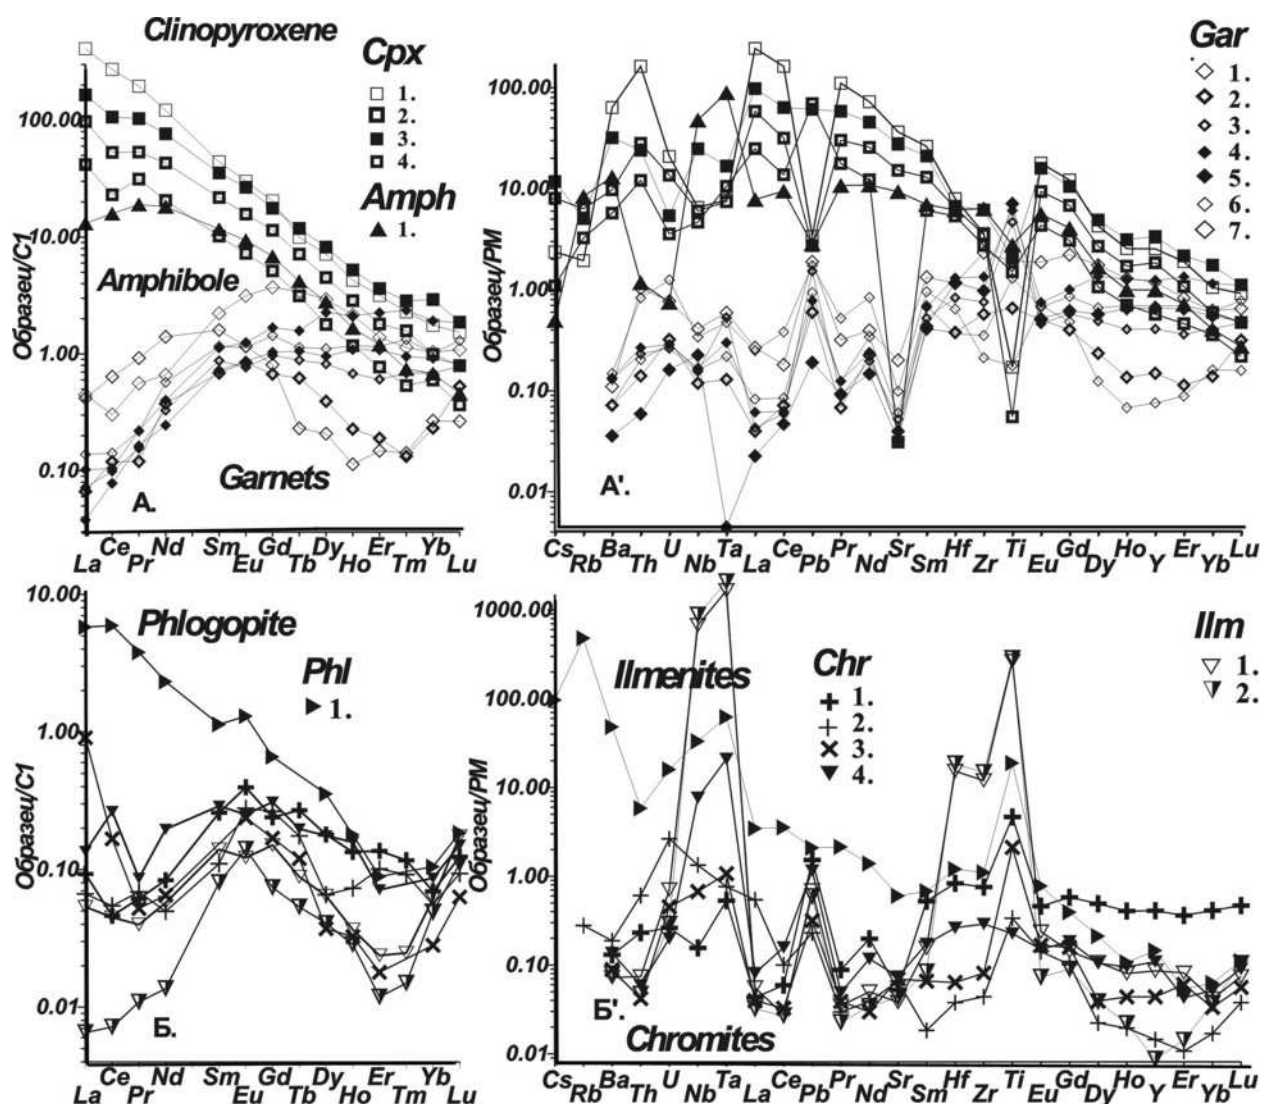 Clinopyroxene
Cpx
1.
2.
3.
4.
Amph
1.
Amphibole
Garnets
А.
Образец/C1
100.00
10.00
1.00
0.10
La Ce Pr Nd Sm Eu Gd Tb Dy Ho Er Tm Yb Lu
Gar
1.
2.
3.
4.
5.
6.
7.
А'.
Образец/PM
100.00
10.00
1.00
0.10
0.01
Cs Rb Ba Th U Nb Ta La Ce Pb Pr Nd Sr Sm Hf Zr Ti Eu Gd Dy Ho Y Er Yb Lu
Phlogopite
Phl
1.
Б.
Образец/C1
10.00
1.00
0.10
0.01
La Ce Pr Nd Sm Eu Gd Tb Dy Ho Er Tm Yb Lu
Ilmenites
Chr
1.
2.
3.
4.
Ilm
1.
2.
Chromites
Б'.
Образец/PM
1000.00
100.00
10.00
1.00
0.10
0.01
Cs Rb Ba Th U Nb Ta La Ce Pb Pr Nd Sr Sm Hf Zr Ti Eu Gd Dy Ho Y Er Yb Lu